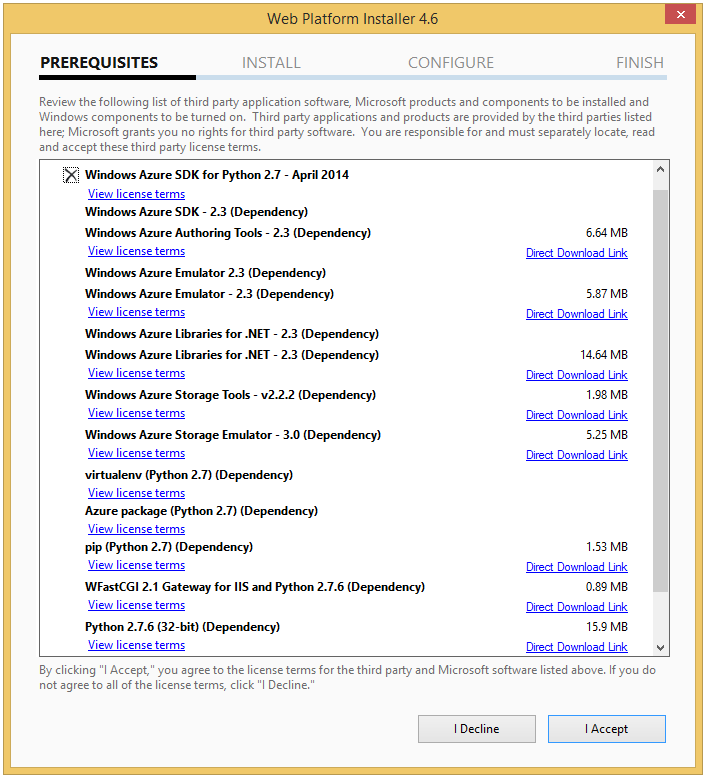 Web Platform Installer 4.6
PREREQUISITES INSTALL CONFIGURE FINISH
Review the following list of third party application software, Microsoft products and components to be installed and
Windows components to be turned on.  Third party applications and products are provided by the third parties listed
here; Microsoft grants you no rights for third party software.  You are responsible for and must separately locate, read
and accept these third party license terms.
Windows Azure SDK for Python 2.7 - April 2014
View license terms
Windows Azure SDK - 2.3 (Dependency)
Windows Azure Authoring Tools - 2.3 (Dependency) 6.64 MB
View license terms Direct Download Link
Windows Azure Emulator 2.3 (Dependency)
Windows Azure Emulator - 2.3 (Dependency) 5.87 MB
View license terms Direct Download Link
Windows Azure Libraries for .NET - 2.3 (Dependency)
Windows Azure Libraries for .NET - 2.3 (Dependency) 14.64 MB
View license terms Direct Download Link
Windows Azure Storage Tools - v2.2.2 (Dependency) 1.98 MB
View license terms Direct Download Link
Windows Azure Storage Emulator - 3.0 (Dependency) 5.25 MB
View license terms Direct Download Link
virtualenv (Python 2.7) (Dependency)
View license terms
Azure package (Python 2.7) (Dependency)
View license terms
pip (Python 2.7) (Dependency) 1.53 MB
View license terms Direct Download Link
WFastCGI 2.1 Gateway for IIS and Python 2.7.6 (Dependency) 0.89 MB
View license terms Direct Download Link
Python 2.7.6 (32-bit) (Dependency) 15.9 MB
View license terms Direct Download Link
By clicking "I Accept," you agree to the license terms for the third party and Microsoft software listed above. If you do
not agree to all of the license terms, click "I Decline."
I Decline I Accept